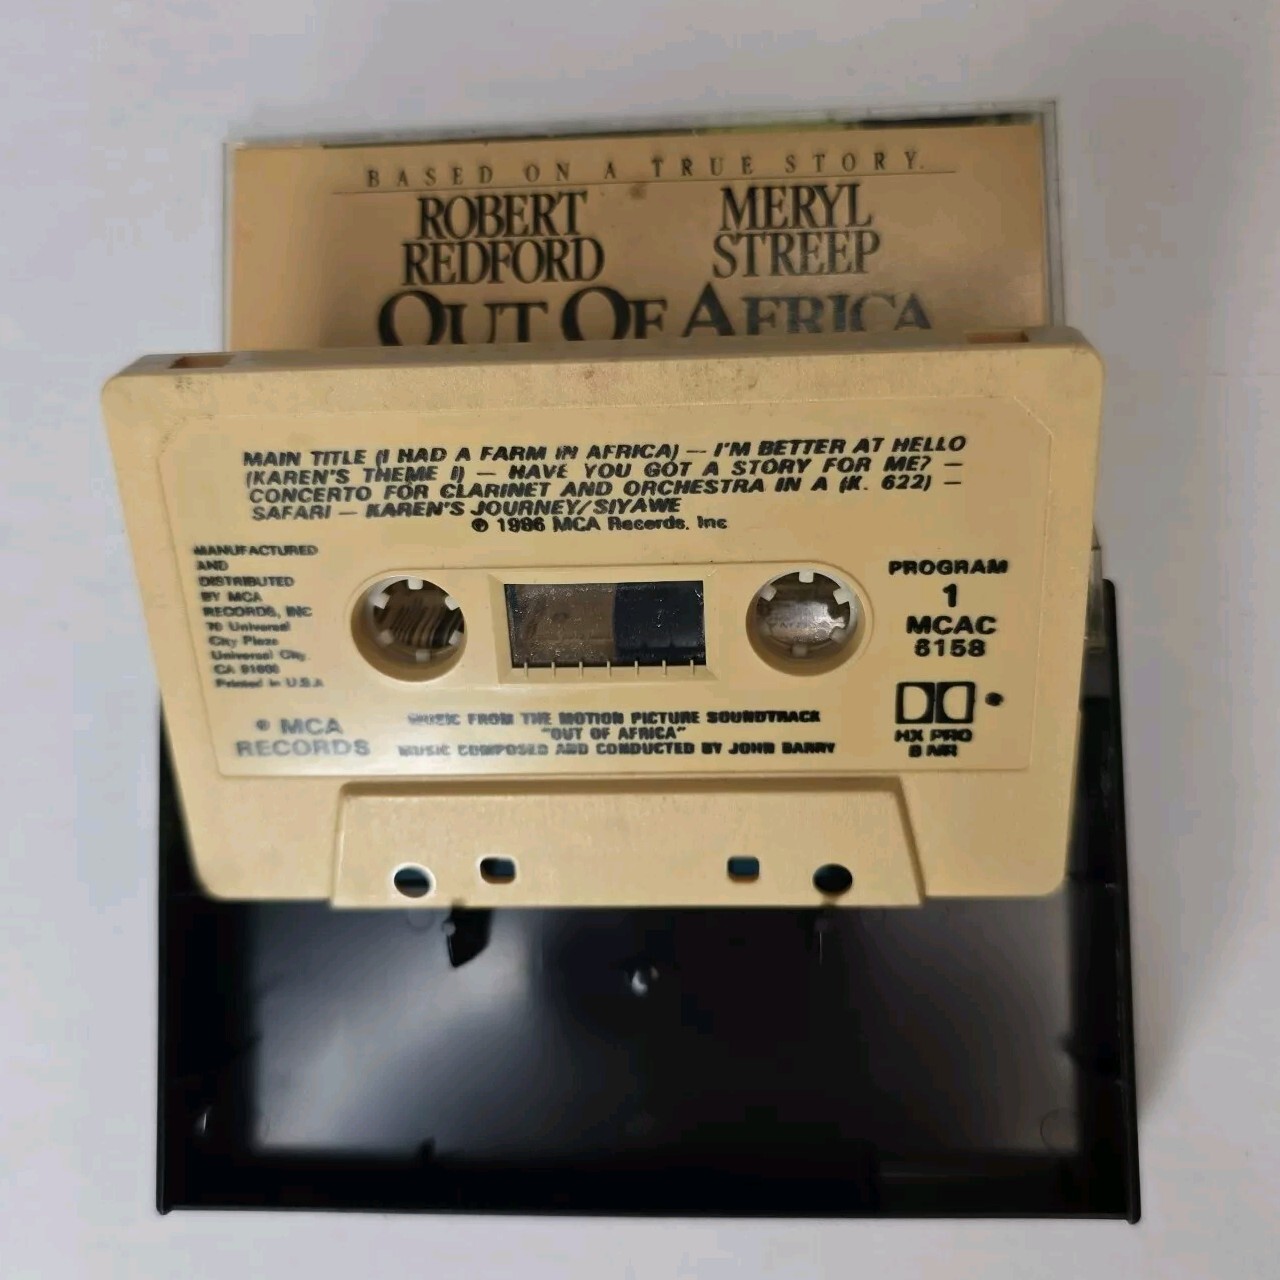 BASED ON A TRUE STORY.
ROBERT REDFORD
MERYL STREEP
OUT OF AFRICA
MAIN TITLE (I HAD A FARM IN AFRICA) — I'M BETTER AT HELLO
(KAREN'S THEME I) — HAVE YOU GOT A STORY FOR ME? —
CONCERTO FOR CLARINET AND ORCHESTRA IN A (K. 622) —
SAFARI — KAREN'S JOURNEY/SIYAWE
℗ 1986 MCA Records, Inc
MANUFACTURED
AND
DISTRIBUTED
BY MCA
RECORDS, INC
70 Universal
City Plaza
Universal City,
CA
Printed in U.S.A
© MCA
RECORDS
PROGRAM
1
MCAC
6158
HX PRO
B NR
MUSIC FROM THE MOTION PICTURE SOUNDTRACK
"OUT OF AFRICA"
MUSIC COMPOSED AND CONDUCTED BY JOHN BARRY